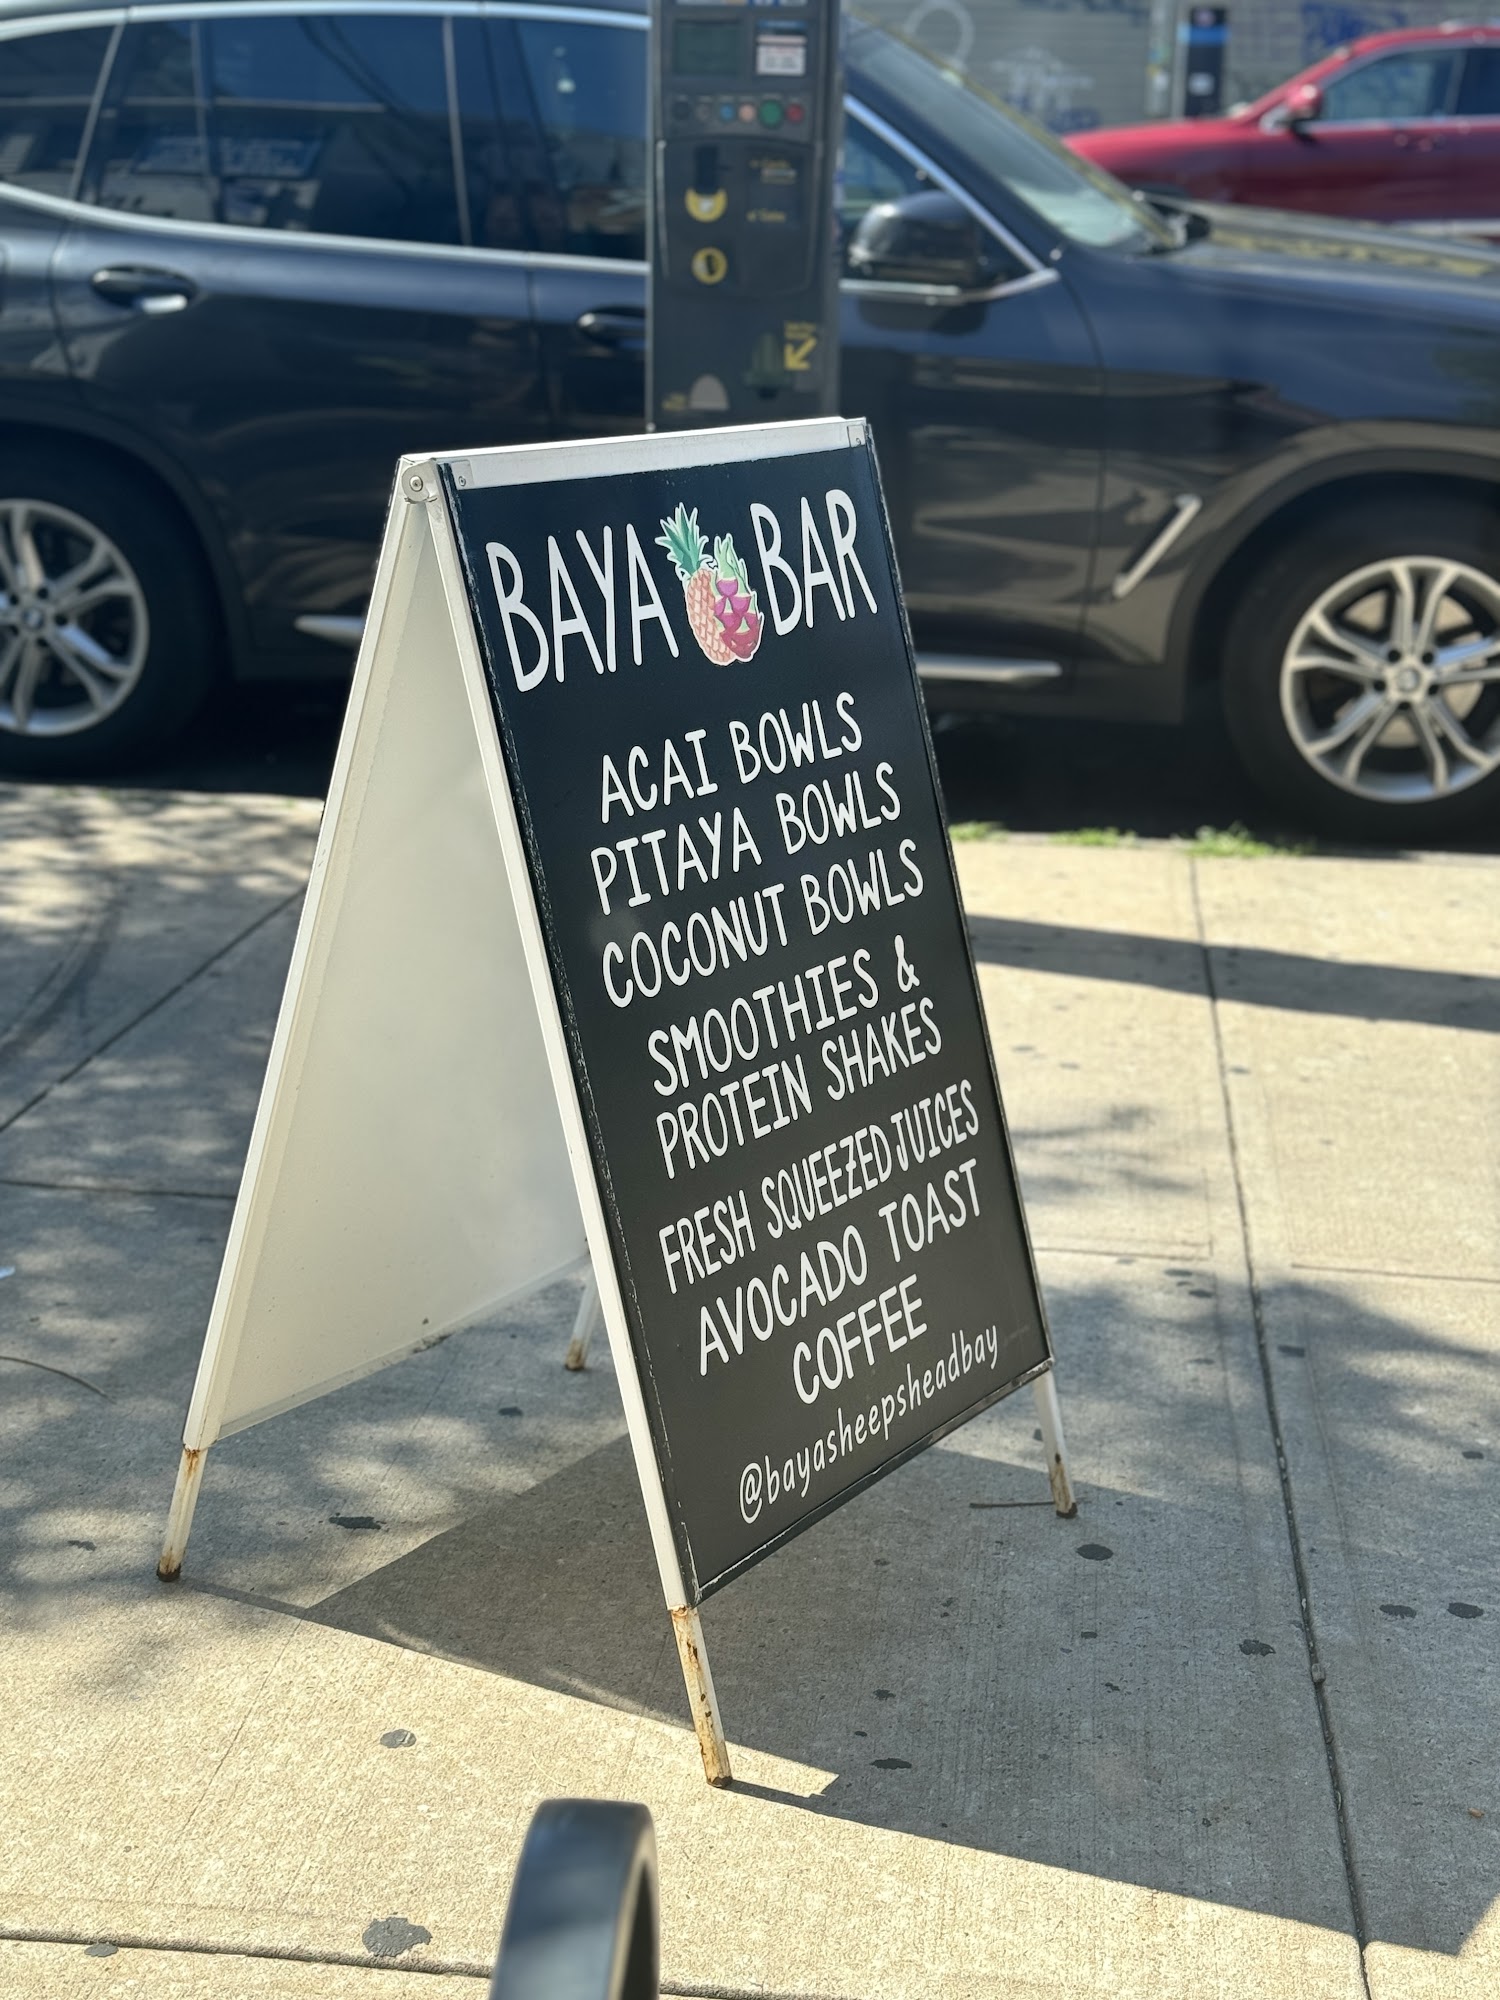 BAYA BAR
ACAI BOWLS
PITAYA BOWLS
COCONUT BOWLS
SMOOTHIES &
PROTEIN SHAKES
FRESH SQUEEZED JUICES
AVOCADO TOAST
COFFEE
@bayasheepsheadbay